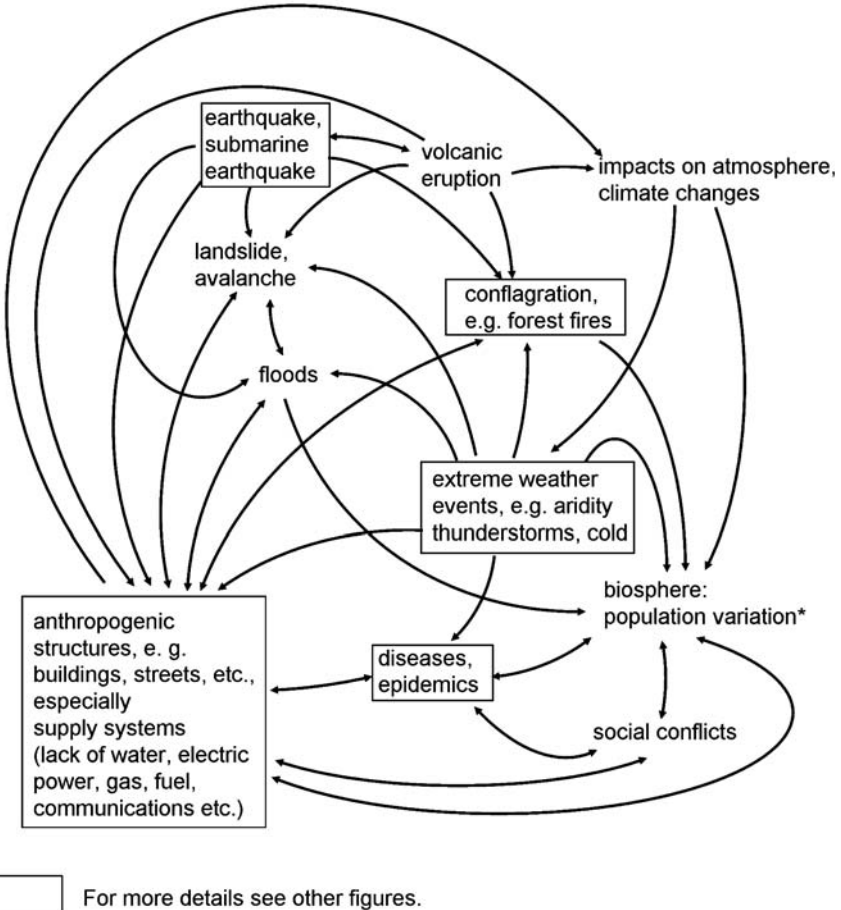 earthquake,
submarine
earthquake
volcanic
eruption
impacts on atmosphere,
climate changes
landslide,
avalanche
conflagration,
e.g. forest fires
floods
extreme weather
events, e.g. aridity
thunderstorms, cold
biosphere:
population variation*
anthropogenic
structures, e. g.
buildings, streets, etc.,
especially
supply systems
(lack of water, electric
power, gas, fuel,
communications etc.)
diseases,
epidemics
social conflicts
For more details see other figures.